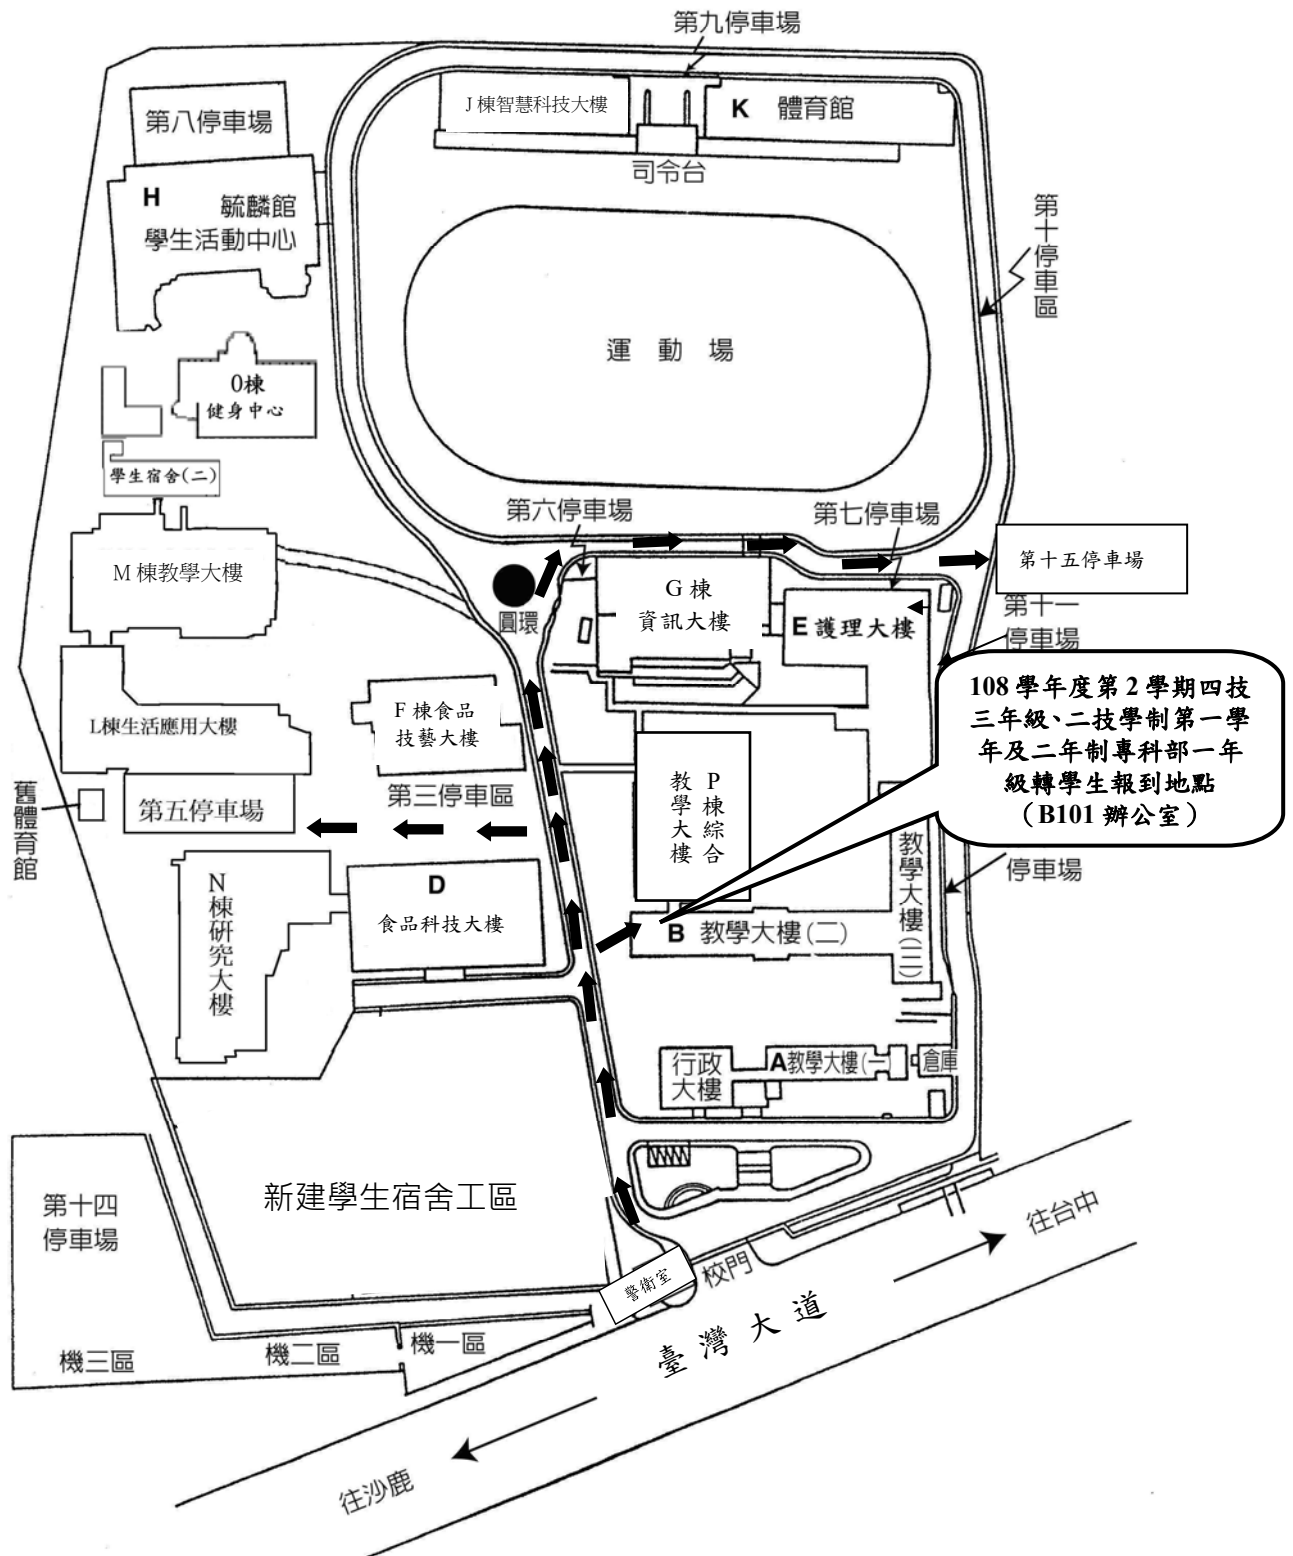 第九停車場
J棟智慧科技大樓
K 體育館
司令台
第八停車場
H 毓麟館
學生活動中心
第十停車區
運 動 場
0棟
健身中心
學生宿舍(二)
第六停車場
第七停車場
M棟教學大樓
圓環
G棟
資訊大樓
E護理大樓
第十五停車場
第十一
停車場
108學年度第2學期四技
三年級、二技學制第一學
年及二年制專科部一年
級轉學生報到地點
(B101辦公室)
L棟生活應用大樓
F棟食品
技藝大樓
第三停車區
舊體育館
第五停車場
P棟綜合
教學大樓
停車場
N棟研究大樓
D
食品科技大樓
B 教學大樓(二)
教學大樓(三)
行政
大樓
A教學大樓(一
倉庫
第十四
停車場
新建學生宿舍工區
警衛室
校門
往台中
臺灣大道
機三區
機二區
機一區
往沙鹿